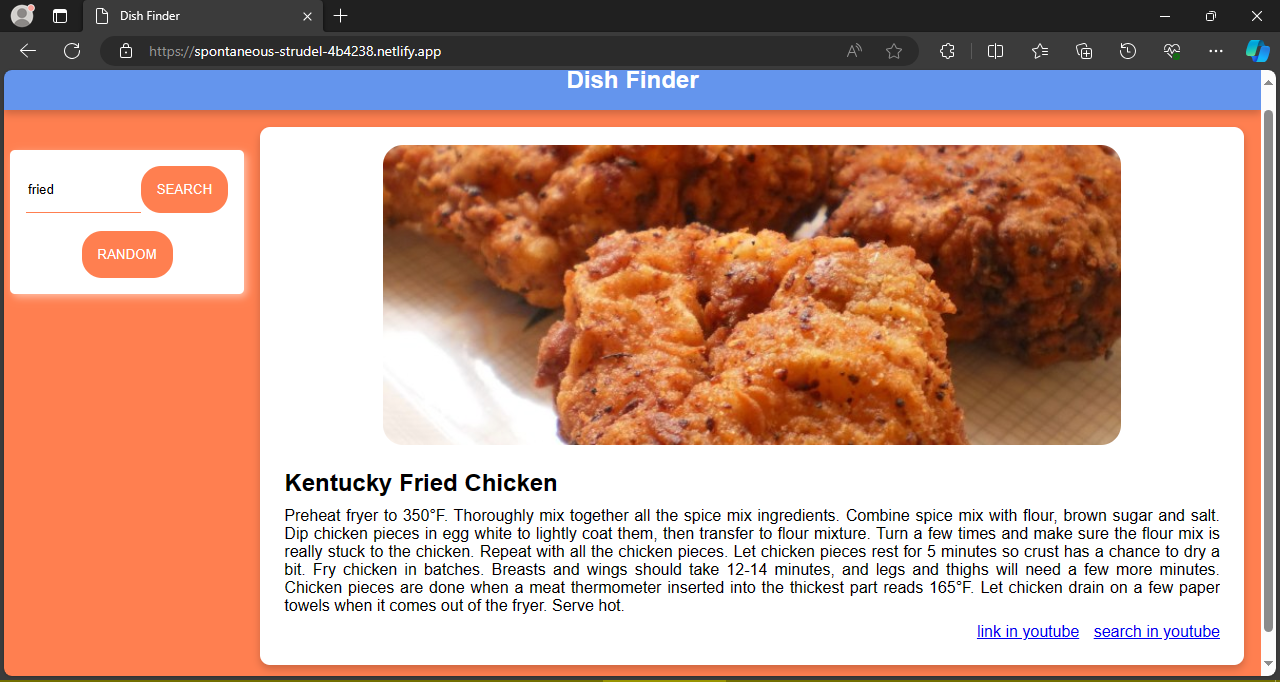 Dish Finder
https://spontaneous-strudel-4b4238.netlify.app
Dish Finder
fried
SEARCH
RANDOM
Kentucky Fried Chicken
Preheat fryer to 350°F. Thoroughly mix together all the spice mix ingredients. Combine spice mix with flour, brown sugar and salt.
Dip chicken pieces in egg white to lightly coat them, then transfer to flour mixture. Turn a few times and make sure the flour mix is
really stuck to the chicken. Repeat with all the chicken pieces. Let chicken pieces rest for 5 minutes so crust has a chance to dry a
bit. Fry chicken in batches. Breasts and wings should take 12-14 minutes, and legs and thighs will need a few more minutes.
Chicken pieces are done when a meat thermometer inserted into the thickest part reads 165°F. Let chicken drain on a few paper
towels when it comes out of the fryer. Serve hot.
link in youtube search in youtube